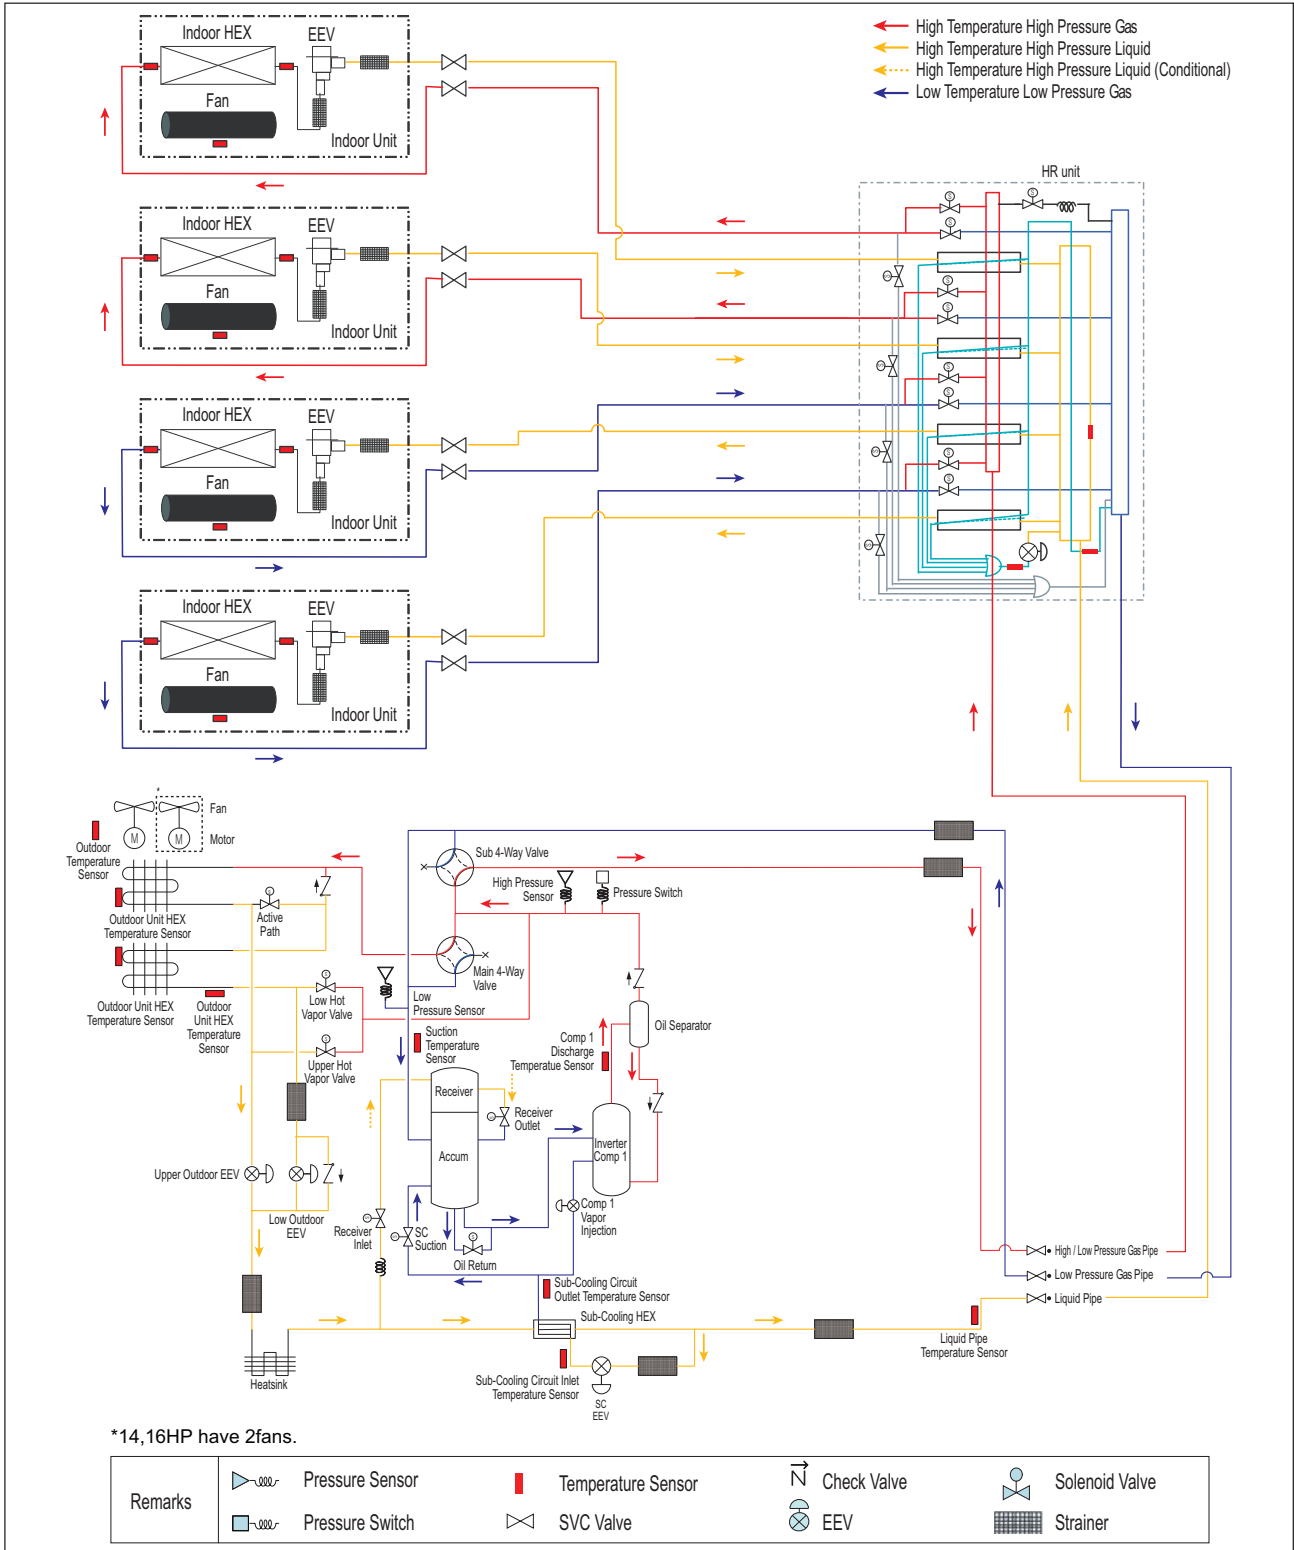 High Temperature High Pressure Gas
High Temperature High Pressure Liquid
High Temperature High Pressure Liquid (Conditional)
Low Temperature Low Pressure Gas
Indoor HEX
EEV
Fan
Indoor Unit
HR unit
S
S
S
S
S
S
S
S
S
S
S
S
S
Indoor HEX
EEV
Fan
Indoor Unit
Indoor HEX
EEV
Fan
Indoor Unit
Indoor HEX
EEV
Fan
Indoor Unit
*
Fan
M
M
Motor
Outdoor
Temperature
Sensor
Sub 4-Way Valve
High Pressure
Sensor
Pressure Switch
S
Active
Path
Outdoor Unit HEX
Temperature Sensor
Main 4-Way
Valve
Outdoor Unit HEX
Temperature Sensor
Outdoor
Unit HEX
Temperature
Sensor
S
Low Hot
Vapor Valve
Low
Pressure Sensor
Suction
Temperature
Sensor
S
Upper Hot
Vapor Valve
Comp 1
Discharge
Temperatue Sensor
Oil Separator
Receiver
S
Receiver
Outlet
Accum
Inverter
Comp 1
Upper Outdoor EEV
Low Outdoor
EEV
S
Receiver
Inlet
S
SC
Suction
S
Oil Return
Comp 1
Vapor
Injection
High / Low Pressure Gas Pipe
Low Pressure Gas Pipe
Liquid Pipe
Sub-Cooling Circuit
Outlet Temperature Sensor
Sub-Cooling HEX
Liquid Pipe
Temperature Sensor
Heatsink
Sub-Cooling Circuit Inlet
Temperature Sensor
SC
EEV
*14,16HP have 2fans.
Remarks
Pressure Sensor
Temperature Sensor
Check Valve
Solenoid Valve
Pressure Switch
SVC Valve
EEV
Strainer